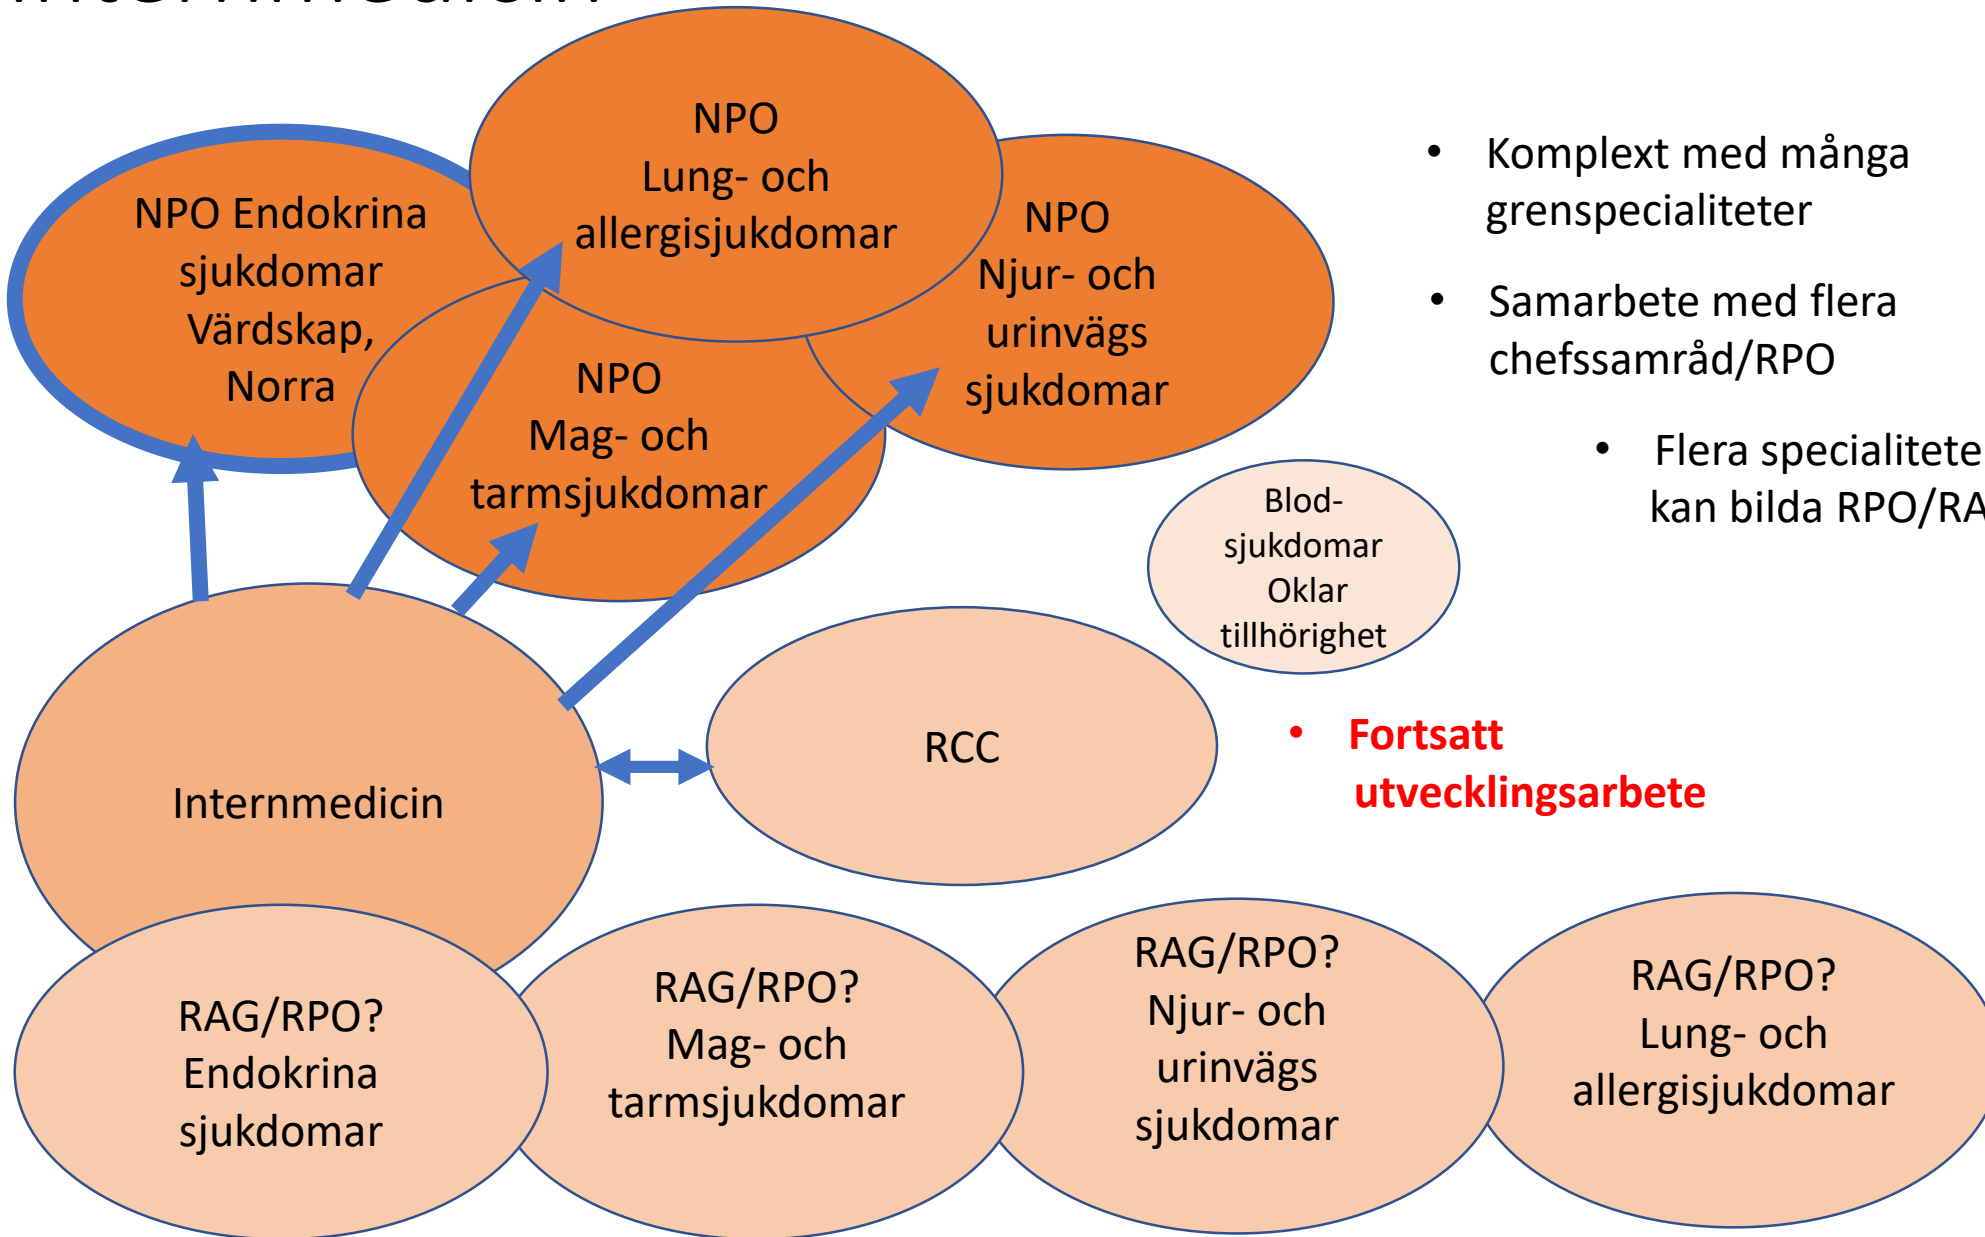 Internmedicin
NPO
Lung- och
allergisjukdomar
NPO Endokrina
sjukdomar
Värdskap,
Norra
NPO
Njur- och
urinvägs
sjukdomar
NPO
Mag- och
tarmsjukdomar
• Komplext med många
grenspecialiteter
• Samarbete med flera
chefssamråd/RPO
• Flera specialitete
kan bilda RPO/RA
Blod-
sjukdomar
Oklar
tillhörighet
Internmedicin
RCC
• Fortsatt
utvecklingsarbete
RAG/RPO?
Endokrina
sjukdomar
RAG/RPO?
Mag- och
tarmsjukdomar
RAG/RPO?
Njur- och
urinvägs
sjukdomar
RAG/RPO?
Lung- och
allergisjukdomar